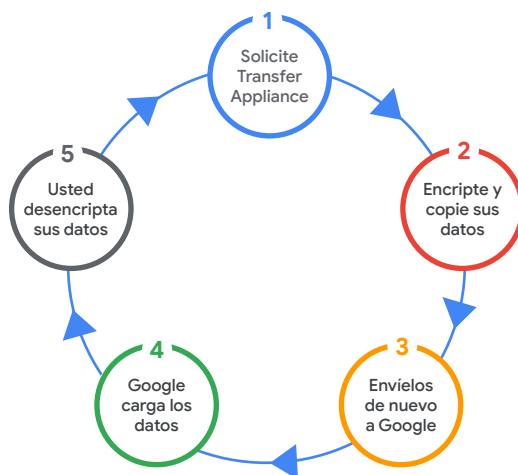 1
Solicite
Transfer
Appliance
2
Encripte y
copie sus
datos
3
Envíelos
de nuevo
a Google
4
Google
carga los
datos
5
Usted
desencripta
sus datos